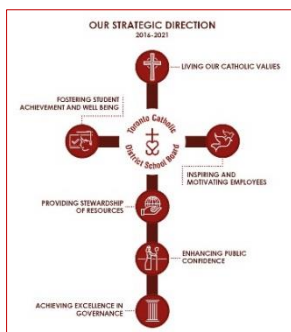 OUR STRATEGIC DIRECTION
2016-2021
LIVING OUR CATHOLIC VALUES
FOSTERING STUDENT
ACHIEVEMENT AND WELL BEING
Toronto Catholic
District School Board
INSPIRING AND
MOTIVATING EMPLOYEES
PROVIDING STEWARDSHIP
OF RESOURCES
ENHANCING PUBLIC
CONFIDENCE
ACHIEVING EXCELLENCE IN
GOVERNANCE